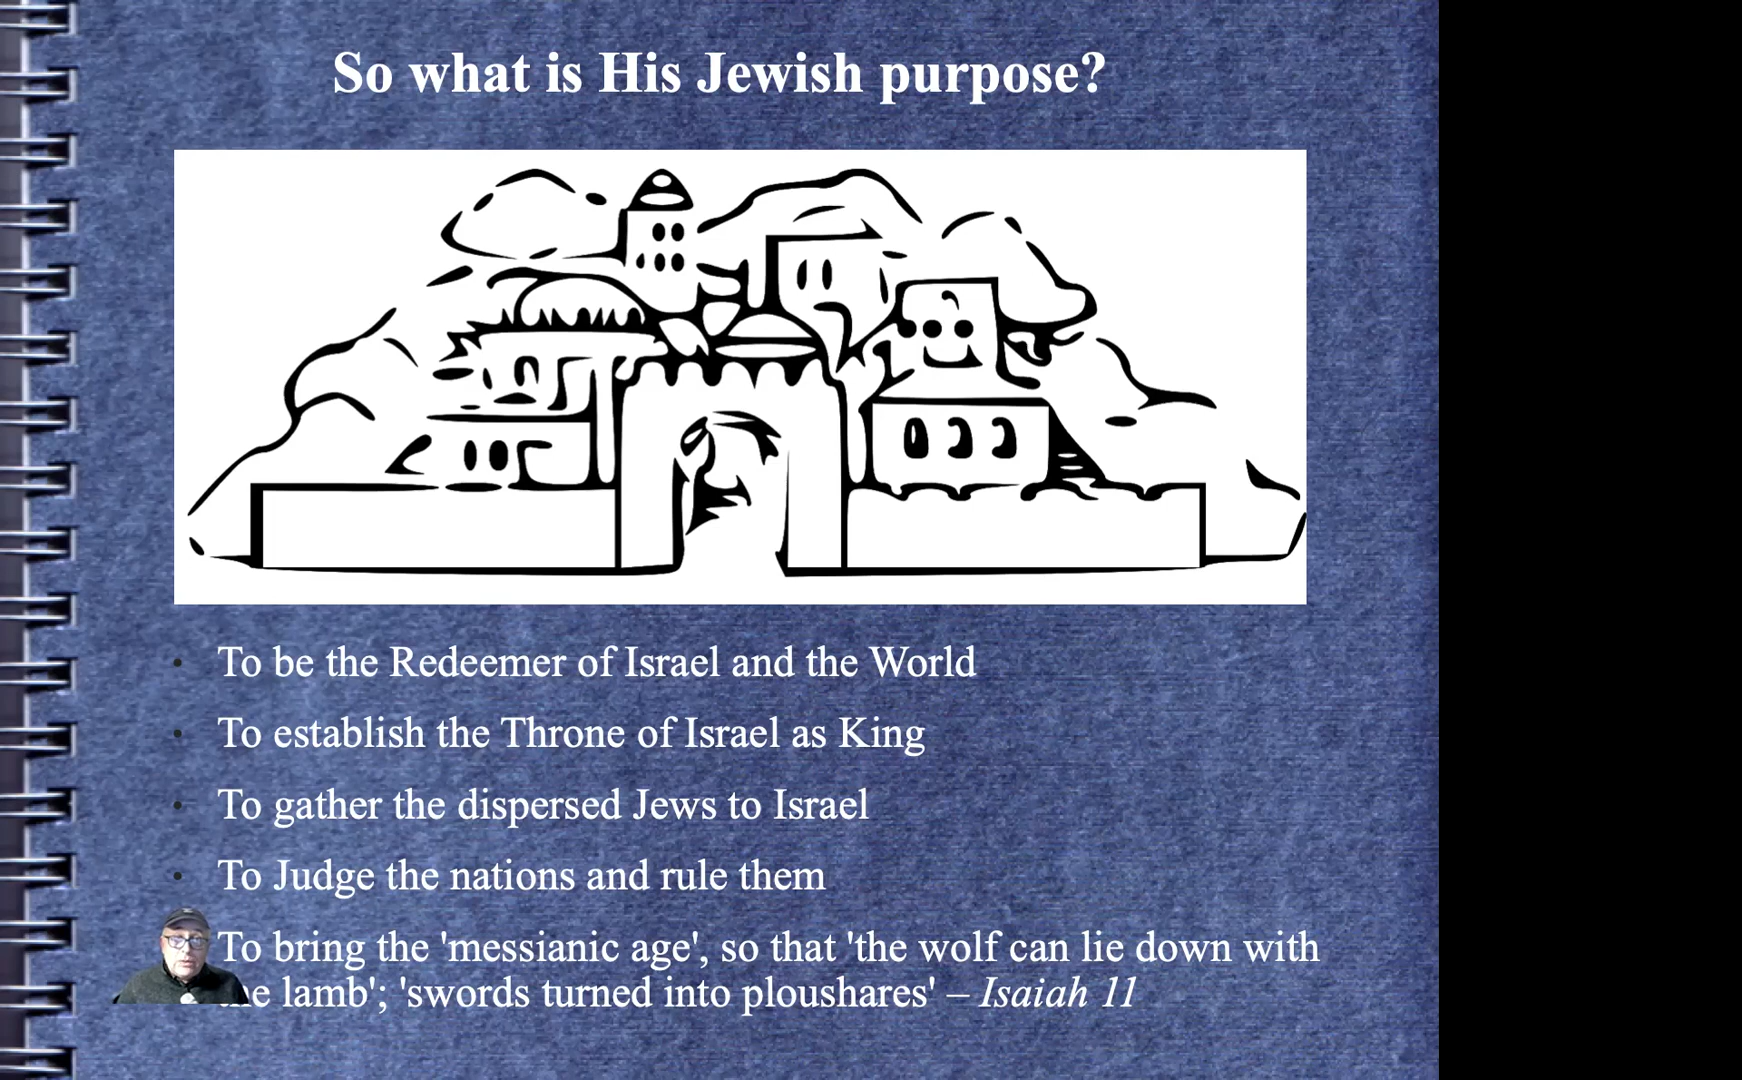 So what is His Jewish purpose?
To be the Redeemer of Israel and the World
To establish the Throne of Israel as King
To gather the dispersed Jews to Israel
To Judge the nations and rule them
To bring the 'messianic age', so that 'the wolf can lie down with
lamb'; 'swords turned into ploushares' – Isaiah 11